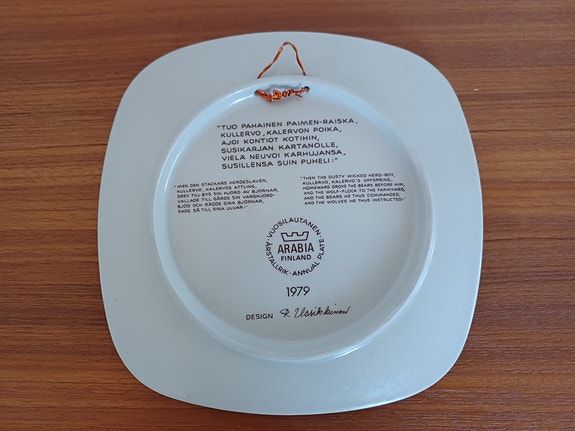 "TUO PAHAINEN PAIMEN-RAISKA,
KULLERVO, KALERVON POIKA,
AJOI KONTIOT KOTIHIN,
SUSIKARJAN KARTANOLLE,
VIELÄ NEUVOI KARHUJANSA,
SUSILLENSA SUIN PUHELI:"
"MEN DEN STACKARS HERDESLAVEN,
KULLERVO, KALERVOS ÄTTLING,
DREV TILL BYS SIN HJORD AV BJÖRNAR,
VALLADE TILL GÅRDS SIN VARGHJORD:
BJÖD OCH RÅDDE SINA BJÖRNAR,
SADE SÅ TILL SINA ULVAR:"
"THEN THE DUSTY WICKED HERD-BOY,
KULLERVO, KALERVO'S OFFSPRING,
HOMEWARD DROVE THE BEARS BEFORE HIM,
AND THE WOLF-FLOCK TO THE FARMYARD,
AND THE BEARS HE THUS COMMANDED,
AND THE WOLVES HE THUS INSTRUCTED:"
VUOSILAUTANEN·ÅRSTALLRIK·ANNUAL PLATE·
ARABIA
FINLAND
1979
DESIGN R. Uosikkinen